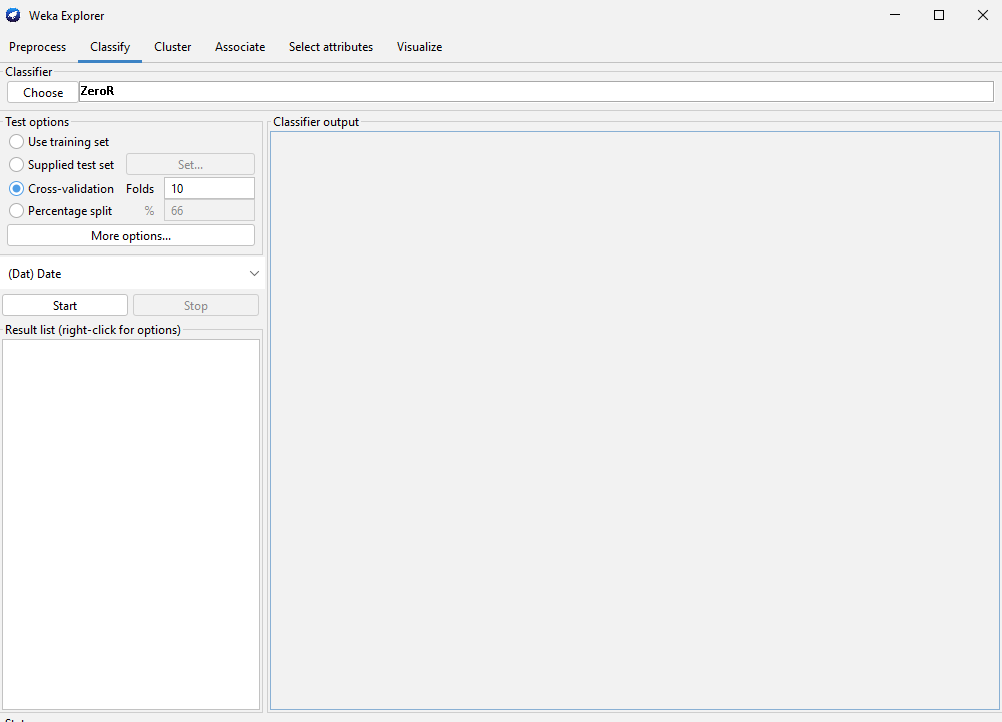 Weka Explorer
Preprocess Classify Cluster Associate Select attributes Visualize
Classifier
Choose ZeroR
Test options
Use training set
Supplied test set Set...
Cross-validation Folds 10
Percentage split % 66
More options...
(Dat) Date
Start Stop
Result list (right-click for options)
Classifier output